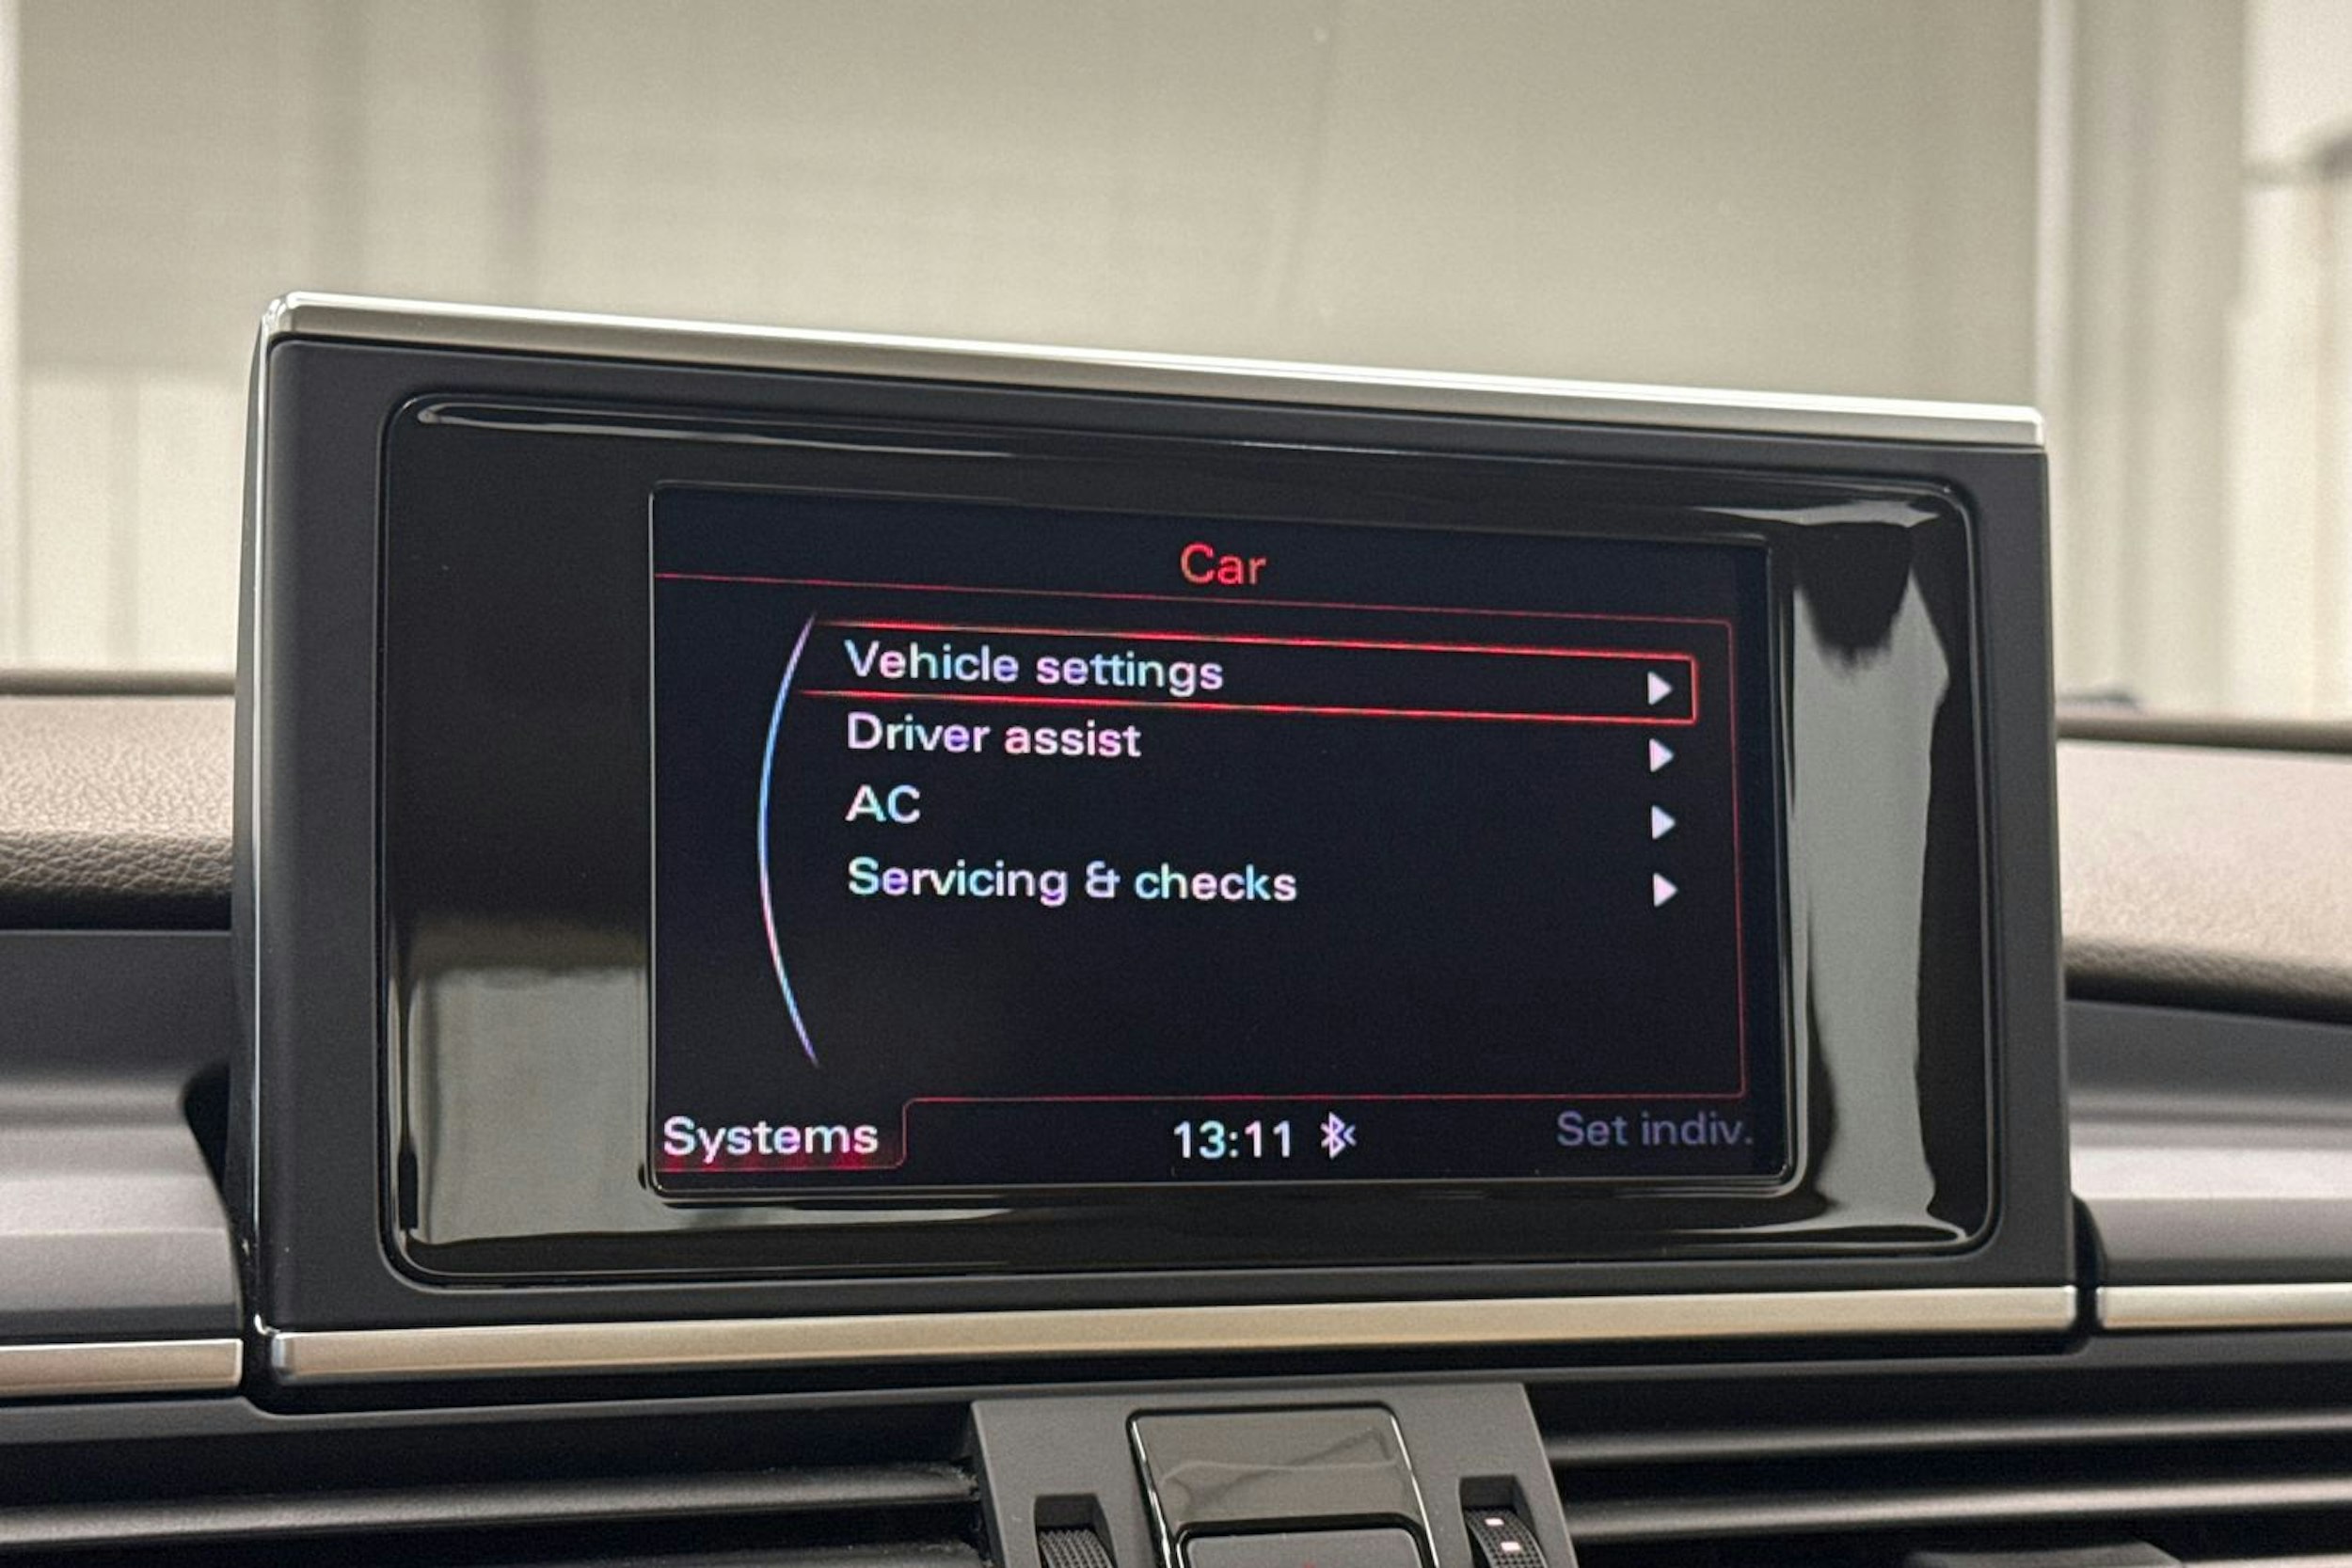 Car
Vehicle settings
Driver assist
AC
Servicing & checks
Systems
13:11
Set indiv.